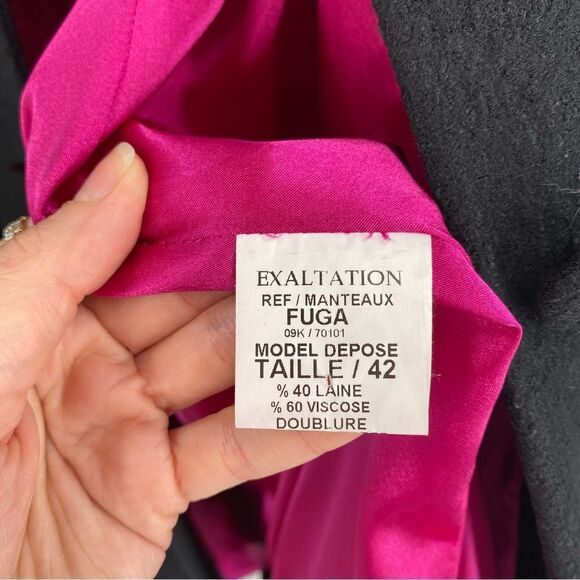 EXALTATION
REF / MANTEAUX
FUGA
09K / 70101
MODEL DEPOSE
TAILLE / 42
% 40 LAINE
% 60 VISCOSE
DOUBLURE